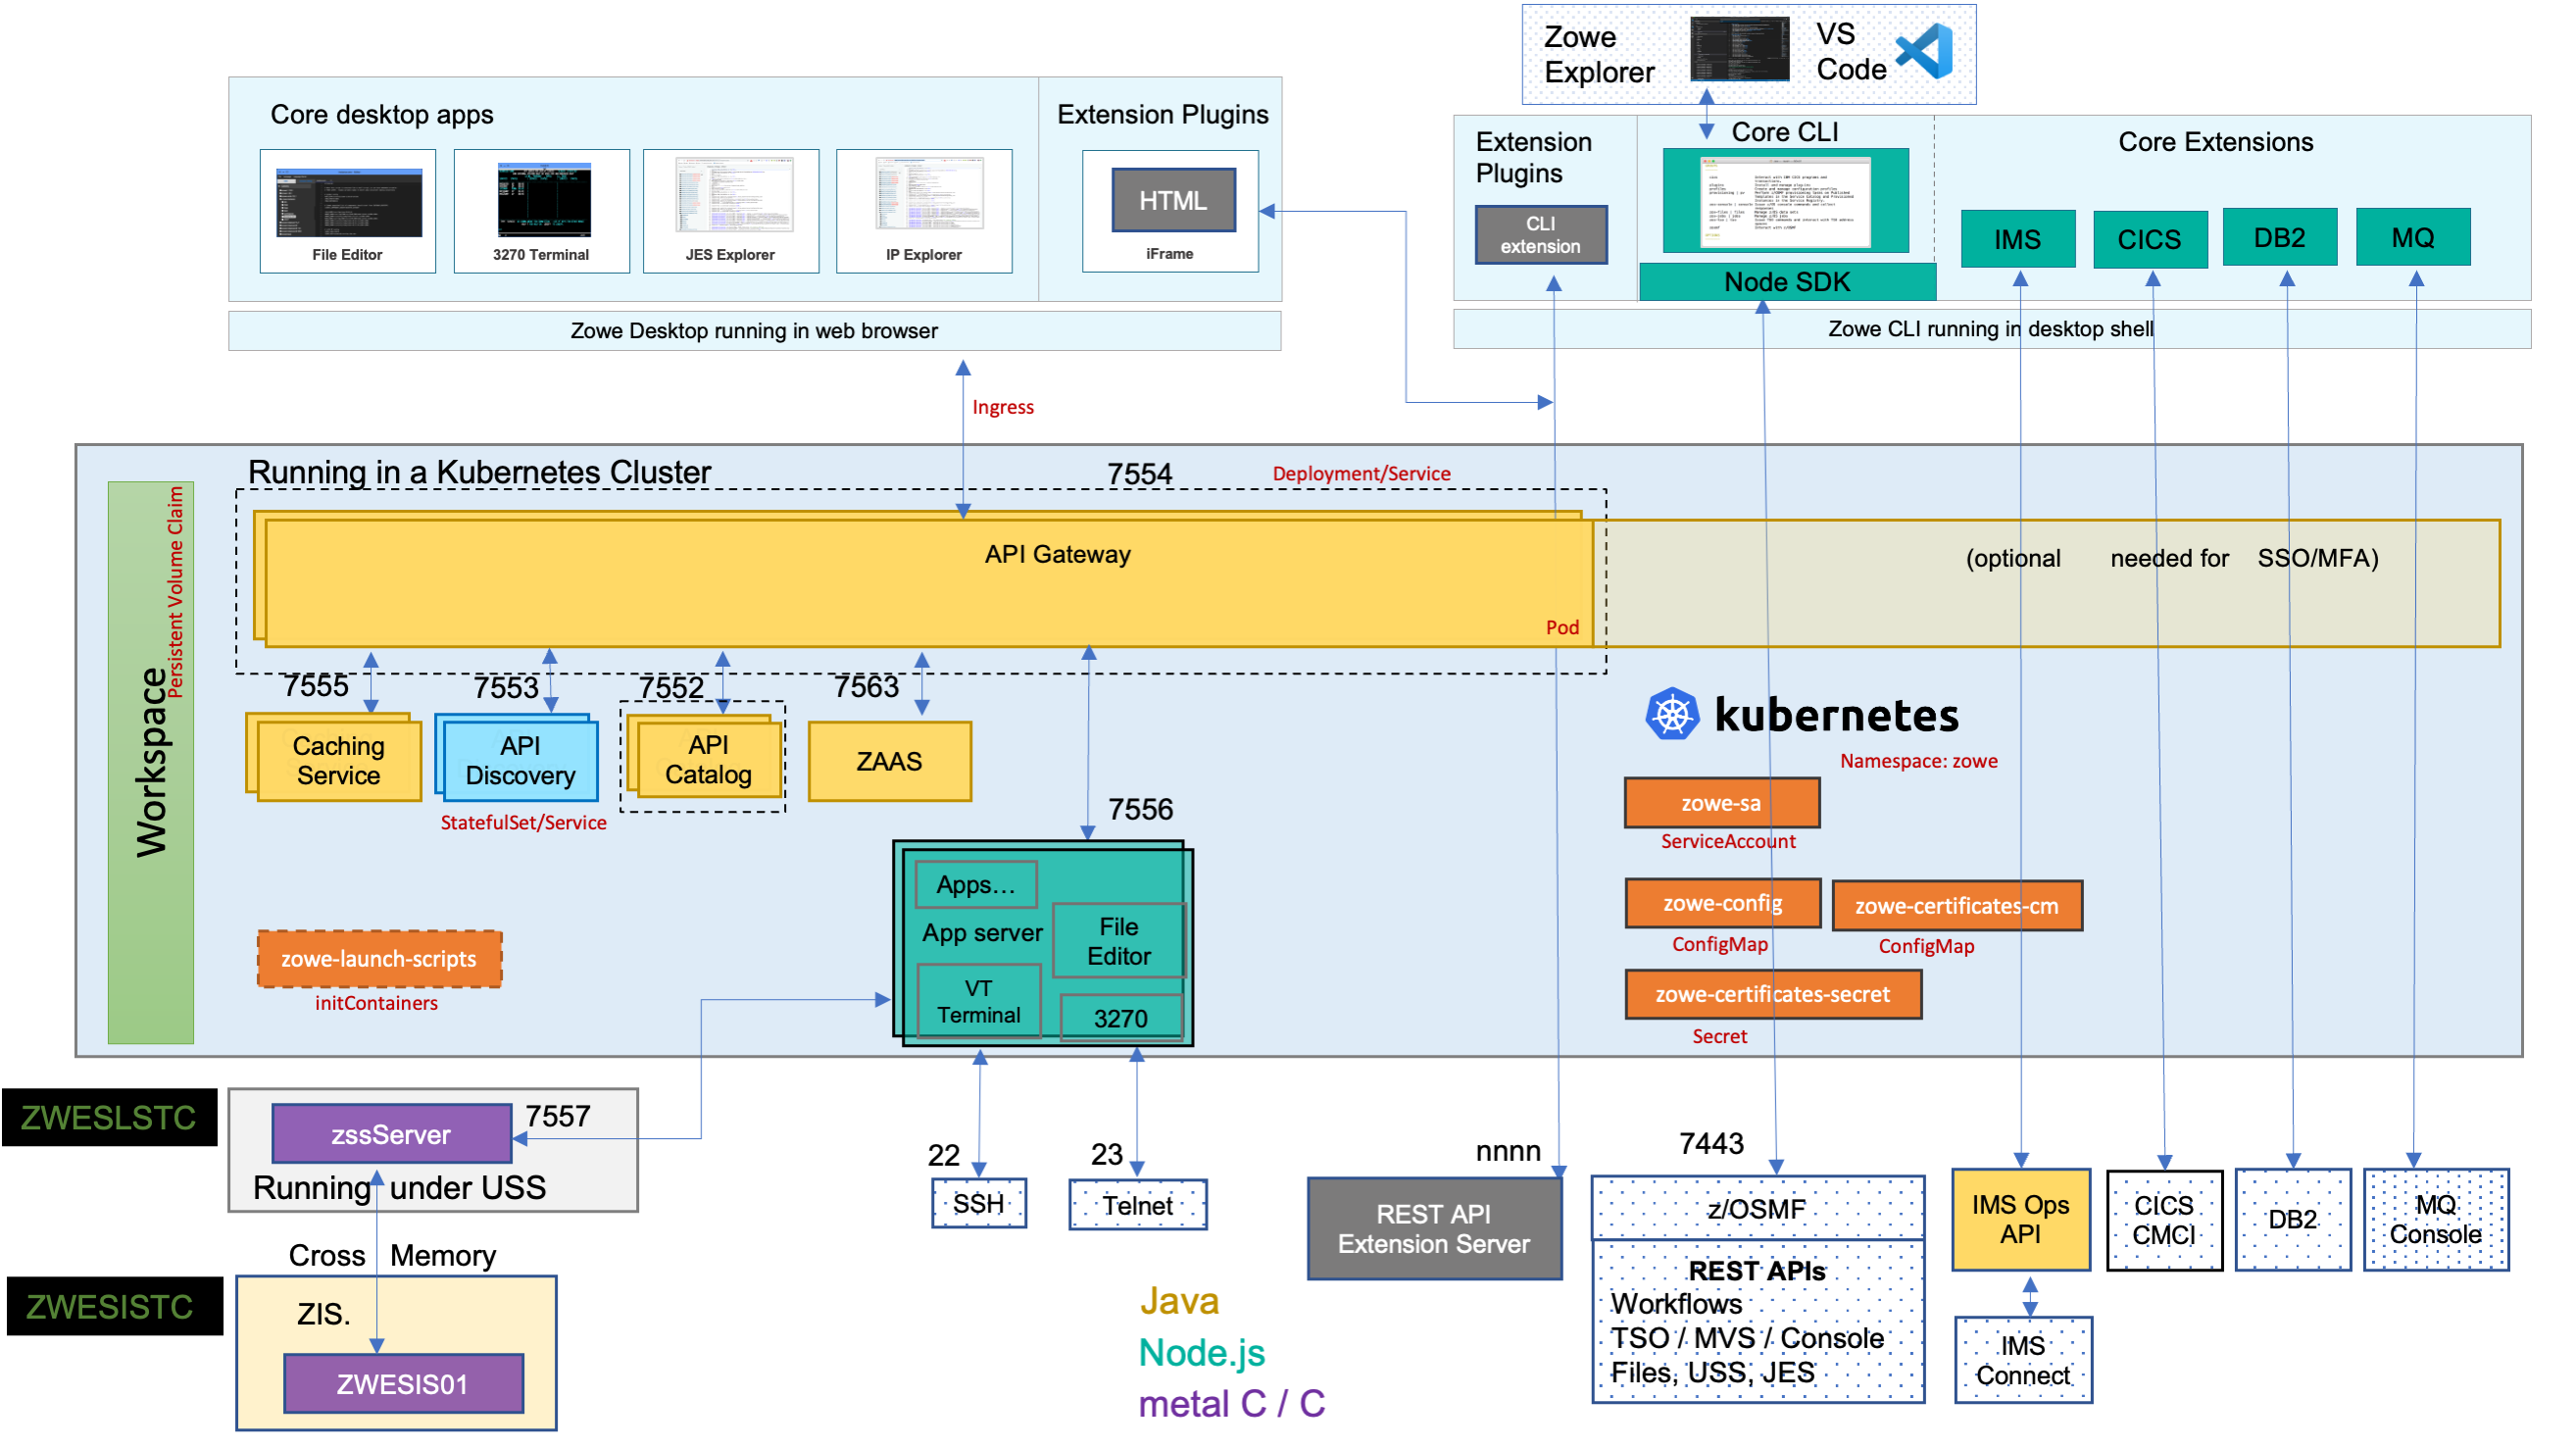 Zowe
Explorer
VS
Code
Core desktop apps
Extension Plugins
File Editor
3270 Terminal
JES Explorer
IP Explorer
HTML
iFrame
Zowe Desktop running in web browser
Extension
Plugins
CLI
extension
Core CLI
Node SDK
Core Extensions
IMS
CICS
DB2
MQ
Zowe CLI running in desktop shell
Ingress
Running in a Kubernetes Cluster
7554
Deployment/Service
Workspace
Persistent Volume Claim
API Gateway
Pod
(optional needed for SSO/MFA)
7555
7553
7552
7563
Caching
Service
API
Discovery
API
Catalog
ZAAS
StatefulSet/Service
kubernetes
Namespace: zowe
zowe-sa
ServiceAccount
zowe-config
ConfigMap
zowe-certificates-cm
ConfigMap
zowe-certificates-secret
Secret
7556
Apps…
App server
File
Editor
VT
Terminal
3270
zowe-launch-scripts
initContainers
ZWESLSTC
zssServer
7557
Running under USS
Cross Memory
ZWESISTC
ZIS.
ZWESIS01
22
SSH
23
Telnet
nnnn
REST API
Extension Server
7443
z/OSMF
REST APIs
Workflows
TSO / MVS / Console
Files, USS, JES
IMS Ops
API
IMS
Connect
CICS
CMCI
DB2
MQ
Console
Java
Node.js
metal C / C